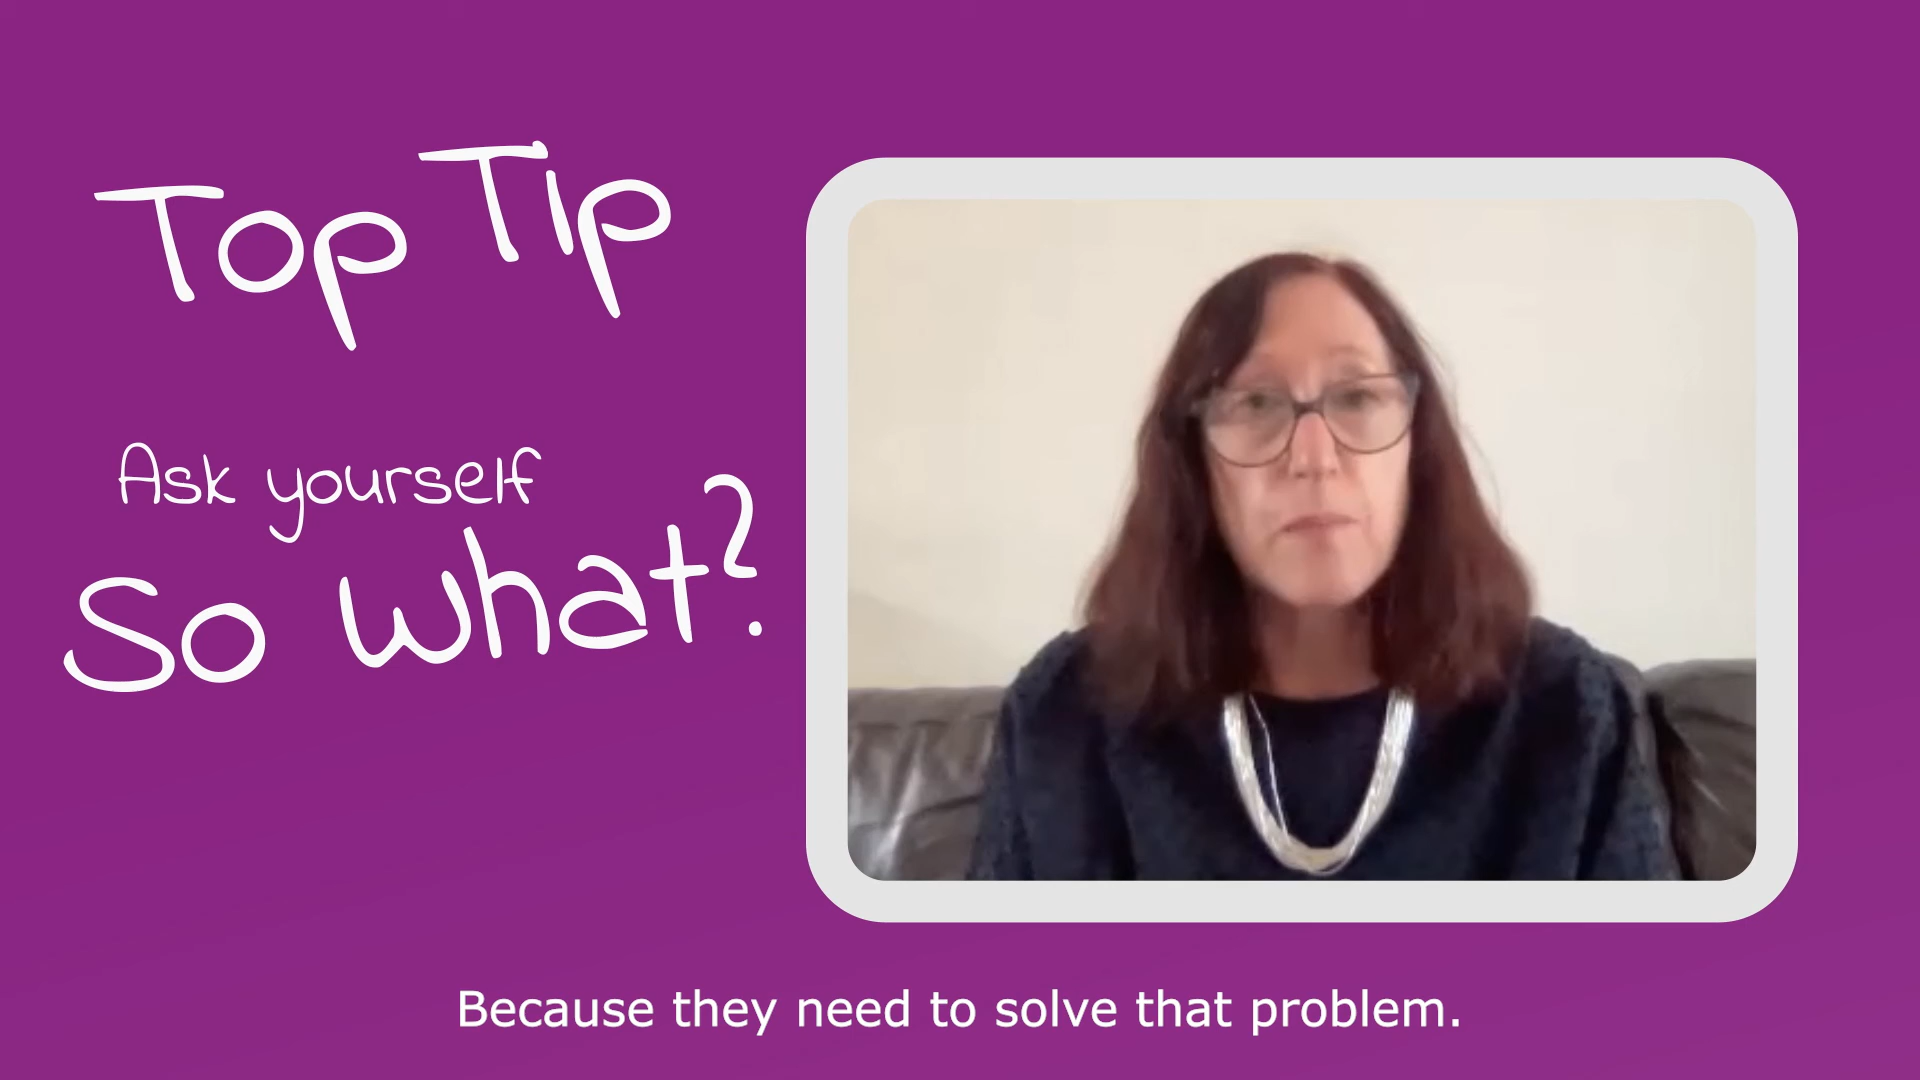 Top Tip
Ask yourself
So what?
Because they need to solve that problem.